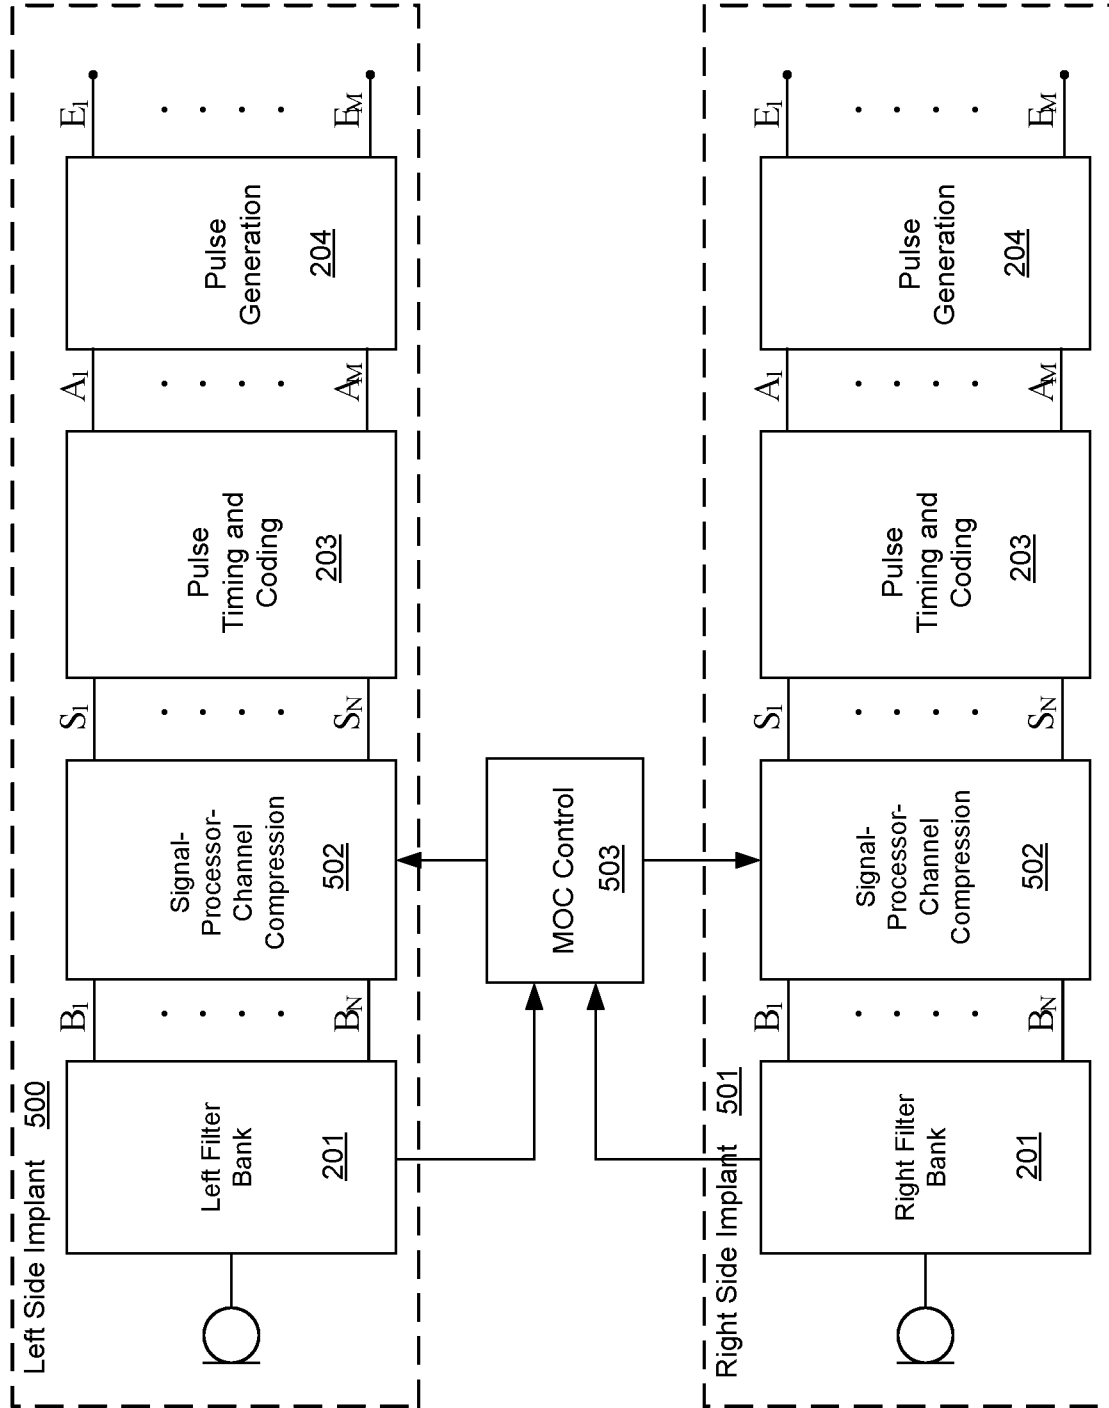 Left Side Implant 500
Left Filter
Bank
201
B1
BN
Signal-
Processor-
Channel
Compression
502
S1
SN
Pulse
Timing and
Coding
203
A1
AM
Pulse
Generation
204
E1
EM
MOC Control
503
Right Side Implant 501
Right Filter
Bank
201
B1
BN
Signal-
Processor-
Channel
Compression
502
S1
SN
Pulse
Timing and
Coding
203
A1
AM
Pulse
Generation
204
E1
EM